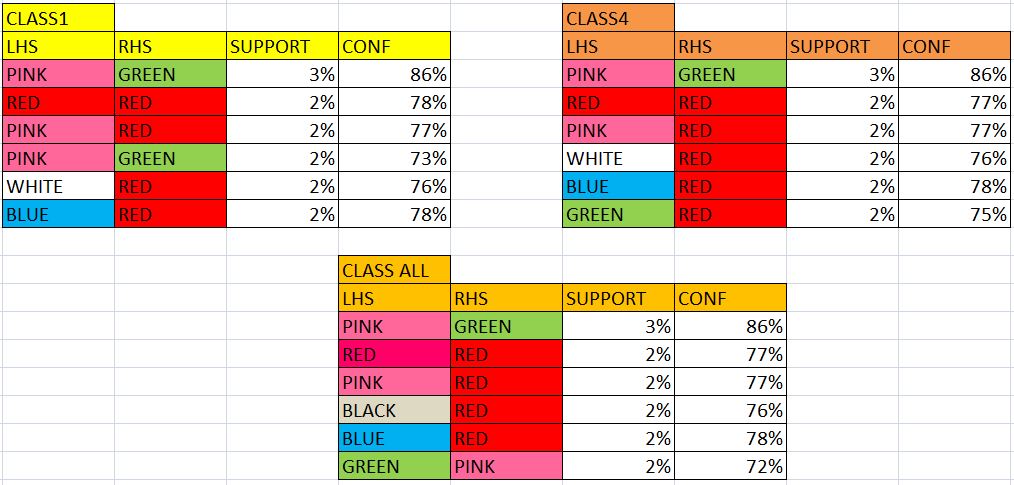 CLASS1
LHS RHS SUPPORT CONF
PINK GREEN 3% 86%
RED RED 2% 78%
PINK RED 2% 77%
PINK GREEN 2% 73%
WHITE RED 2% 76%
BLUE RED 2% 78%
CLASS4
LHS RHS SUPPORT CONF
PINK GREEN 3% 86%
RED RED 2% 77%
PINK RED 2% 77%
WHITE RED 2% 76%
BLUE RED 2% 78%
GREEN RED 2% 75%
CLASS ALL
LHS RHS SUPPORT CONF
PINK GREEN 3% 86%
RED RED 2% 77%
PINK RED 2% 77%
BLACK RED 2% 76%
BLUE RED 2% 78%
GREEN PINK 2% 72%